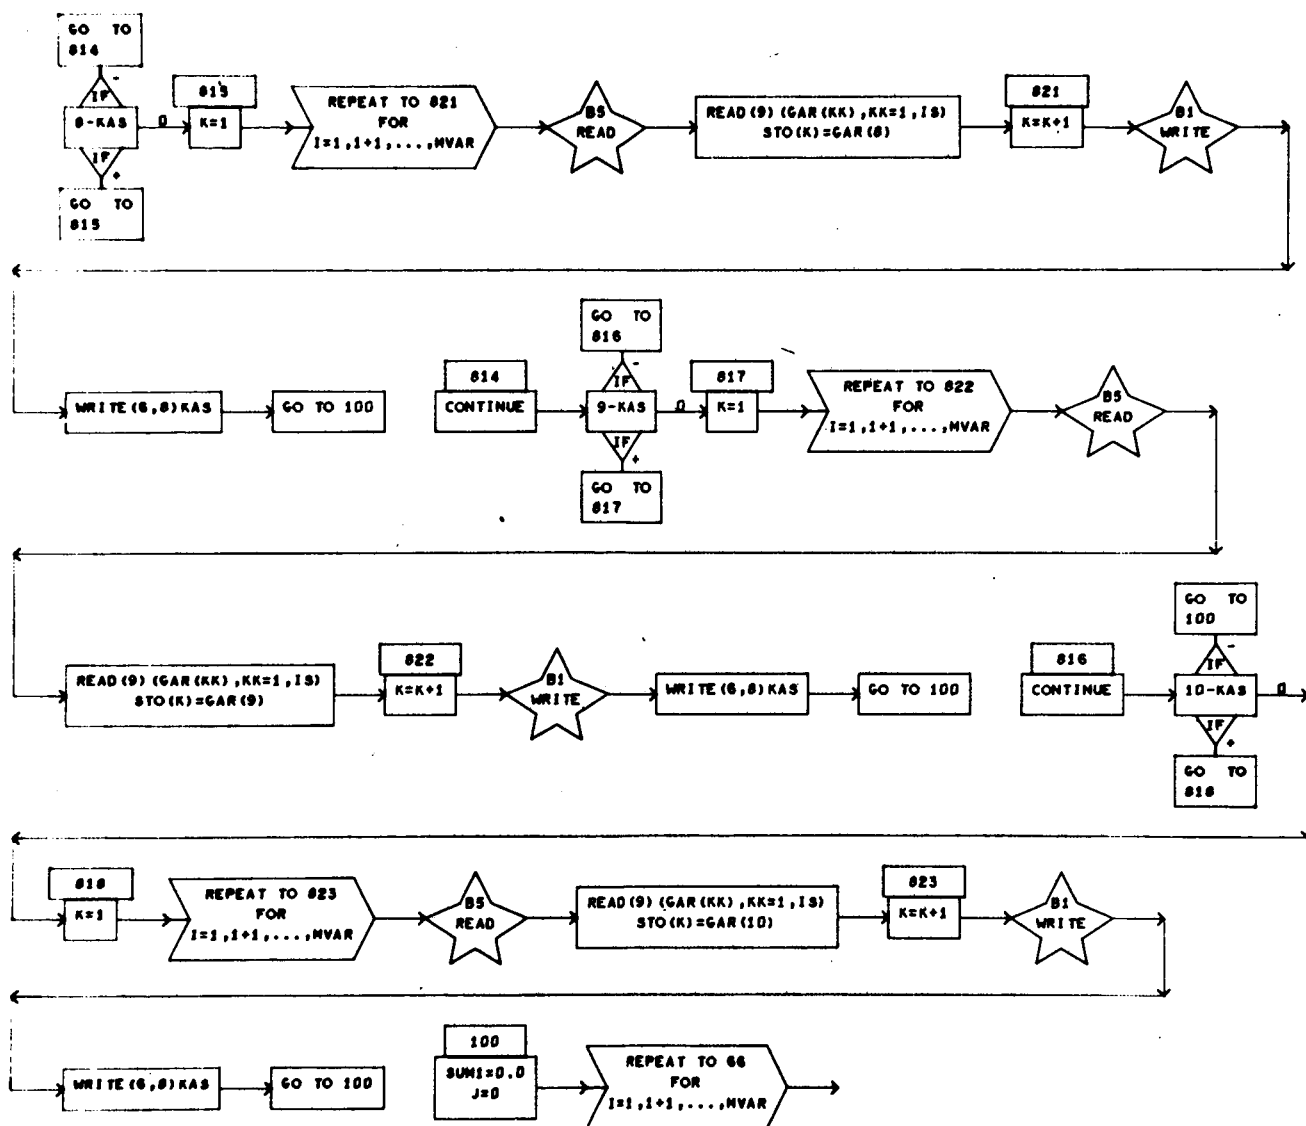 GO TO
814
-
IF
8-KAS
0
IF
+
GO TO
815
815
K=1
REPEAT TO 821
FOR
I=1,1+1,...,MVAR
B5
READ
READ(9)(GAR(KK),KK=1,IS)
STO(K)=GAR(8)
821
K=K+1
B1
WRITE
WRITE(6,8)KAS
GO TO 100
814
CONTINUE
GO TO
816
-
IF
9-KAS
0
IF
+
GO TO
817
817
K=1
REPEAT TO 822
FOR
I=1,1+1,...,MVAR
B5
READ
READ(9)(GAR(KK),KK=1,IS)
STO(K)=GAR(9)
822
K=K+1
B1
WRITE
WRITE(6,8)KAS
GO TO 100
816
CONTINUE
GO TO
100
-
IF
10-KAS
0
IF
+
GO TO
818
818
K=1
REPEAT TO 823
FOR
I=1,1+1,...,MVAR
B5
READ
READ(9)(GAR(KK),KK=1,IS)
STO(K)=GAR(10)
823
K=K+1
B1
WRITE
WRITE(6,8)KAS
GO TO 100
100
SUM1=0.0
J=0
REPEAT TO 66
FOR
I=1,1+1,...,MVAR